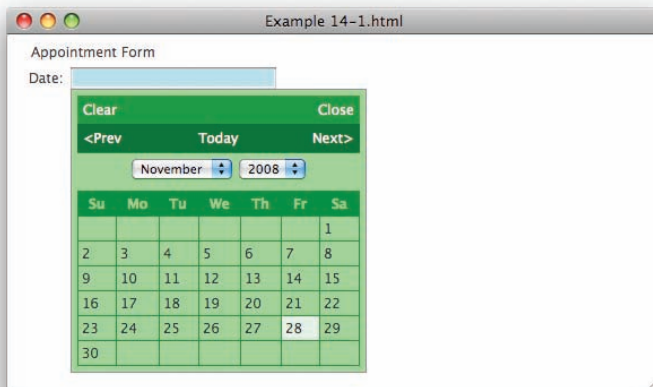 Example 14-1.html
Appointment Form
Date:
Clear Close
<Prev Today Next>
November 2008
Su Mo Tu We Th Fr Sa
1
2 3 4 5 6 7 8
9 10 11 12 13 14 15
16 17 18 19 20 21 22
23 24 25 26 27 28 29
30